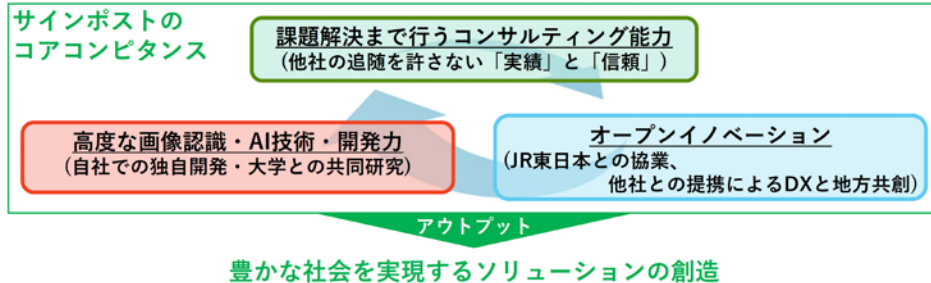 サインポストの
コアコンピタンス
課題解決まで行うコンサルティング能力
(他社の追随を許さない「実績」と「信頼」)
高度な画像認識・AI技術・開発力
(自社での独自開発・大学との共同研究)
オープンイノベーション
(JR東日本との協業、
他社との提携によるDXと地方共創)
アウトプット
豊かな社会を実現するソリューションの創造